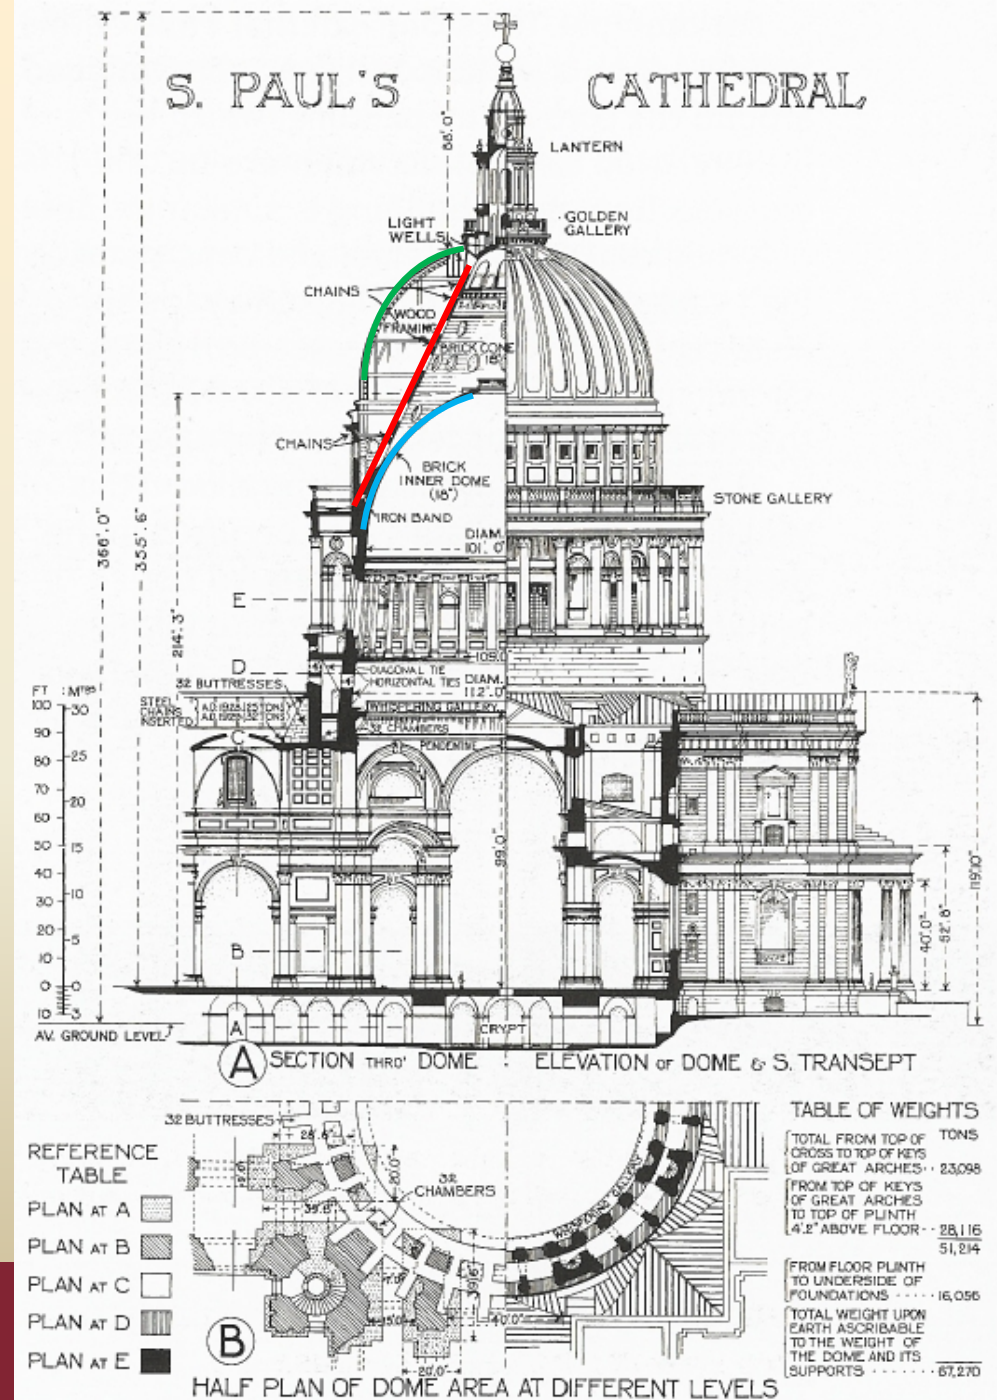 S. PAUL'S CATHEDRAL
88'.0"
LANTERN
GOLDEN
GALLERY
LIGHT
WELLS
CHAINS
WOOD
FRAMING
BRICK CONE
18"
CHAINS
BRICK
INNER DOME
(18")
IRON BAND
STONE GALLERY
DIAM.
101'. 0"
366'. 0"
355'. 6"
214'. 3"
E
109.0
D
DIAGONAL TIE
HORIZONTAL TIES
DIAM.
112'.0"
32 BUTTRESSES
STEEL
CHAINS
INSERTED
WHISPERING GALLERY
32 CHAMBERS
C
PENDENTIVE
FT
100
90
80
70
60
50
40
30
20
10
0
10
MTRS
30
25
20
15
10
5
0
3
99'.0"
40'.0"
52'.8"
119'.0"
B
A
CRYPT
AV. GROUND LEVEL
A SECTION THRO' DOME
ELEVATION OF DOME & S. TRANSEPT
32 BUTTRESSES
20'.0"
32
CHAMBERS
WHISPERING GALLERY
15'.0"
40'.0"
20'.0"
B
HALF PLAN OF DOME AREA AT DIFFERENT LEVELS
REFERENCE
TABLE
PLAN AT A
PLAN AT B
PLAN AT C
PLAN AT D
PLAN AT E
TABLE OF WEIGHTS
TONS
TOTAL FROM TOP OF
CROSS TO TOP OF KEYS
OF GREAT ARCHES ·· 23,098
FROM TOP OF KEYS
OF GREAT ARCHES
TO TOP OF PLINTH
4'.2" ABOVE FLOOR ·· 28,116
51,214
FROM FLOOR PLINTH
TO UNDERSIDE OF
FOUNDATIONS ····· 16,056
TOTAL WEIGHT UPON
EARTH ASCRIBABLE
TO THE WEIGHT OF
THE DOME AND ITS
SUPPORTS ······· 67,270